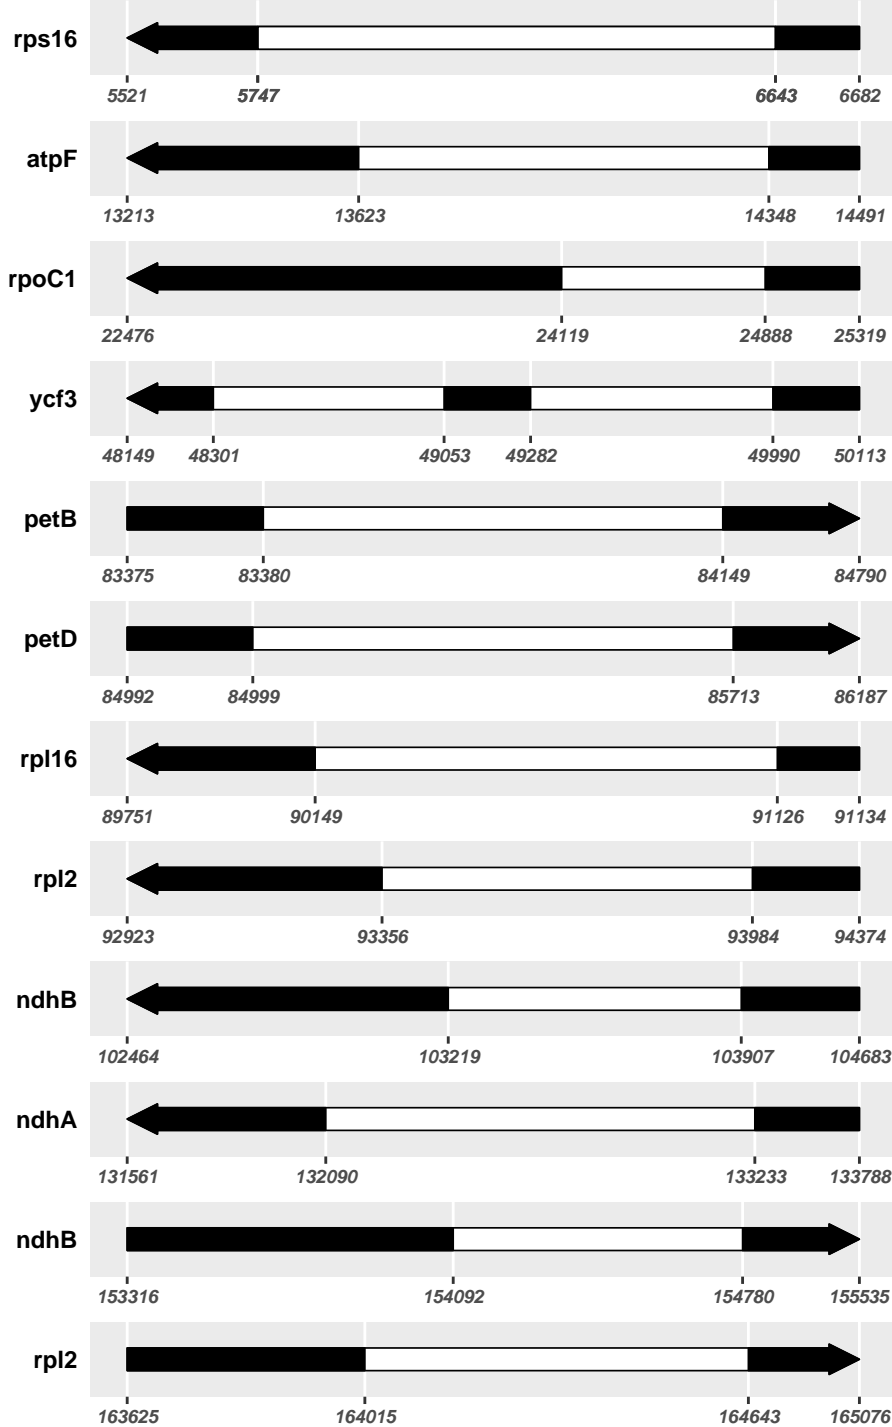 rps16
5521 5747 6643 6682
atpF
13213 13623 14348 14491
rpoC1
22476 24119 24888 25319
ycf3
48149 48301 49053 49282 49990 50113
petB
83375 83380 84149 84790
petD
84992 84999 85713 86187
rpl16
89751 90149 91126 91134
rpl2
92923 93356 93984 94374
ndhB
102464 103219 103907 104683
ndhA
131561 132090 133233 133788
ndhB
153316 154092 154780 155535
rpl2
163625 164015 164643 165076